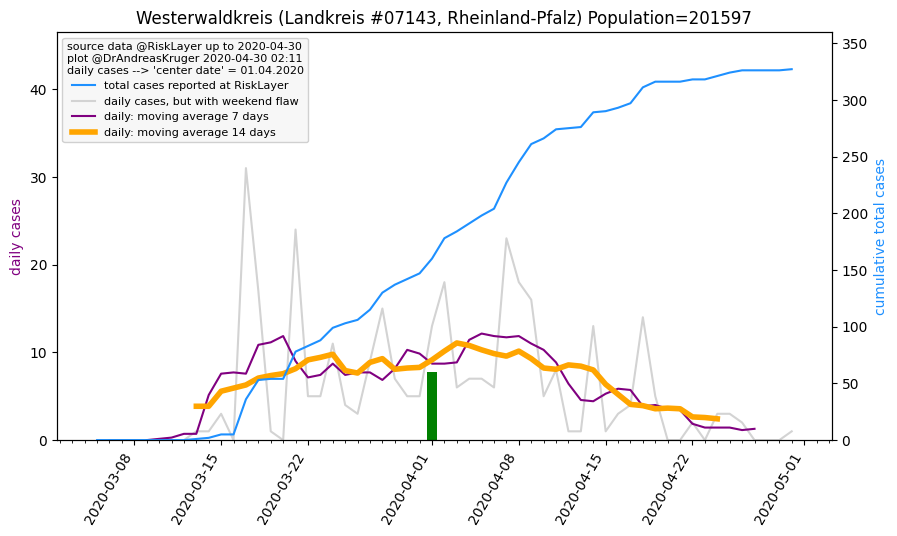 Westerwaldkreis (Landkreis #07143, Rheinland-Pfalz) Population=201597
source data @RiskLayer up to 2020-04-30
plot @DrAndreasKruger 2020-04-30 02:11
daily cases --> 'center date' = 01.04.2020
total cases reported at RiskLayer
daily cases, but with weekend flaw
daily: moving average 7 days
daily: moving average 14 days
daily cases
40
30
20
10
0
cumulative total cases
350
300
250
200
150
100
50
0
2020-03-08
2020-03-15
2020-03-22
2020-04-01
2020-04-08
2020-04-15
2020-04-22
2020-05-01